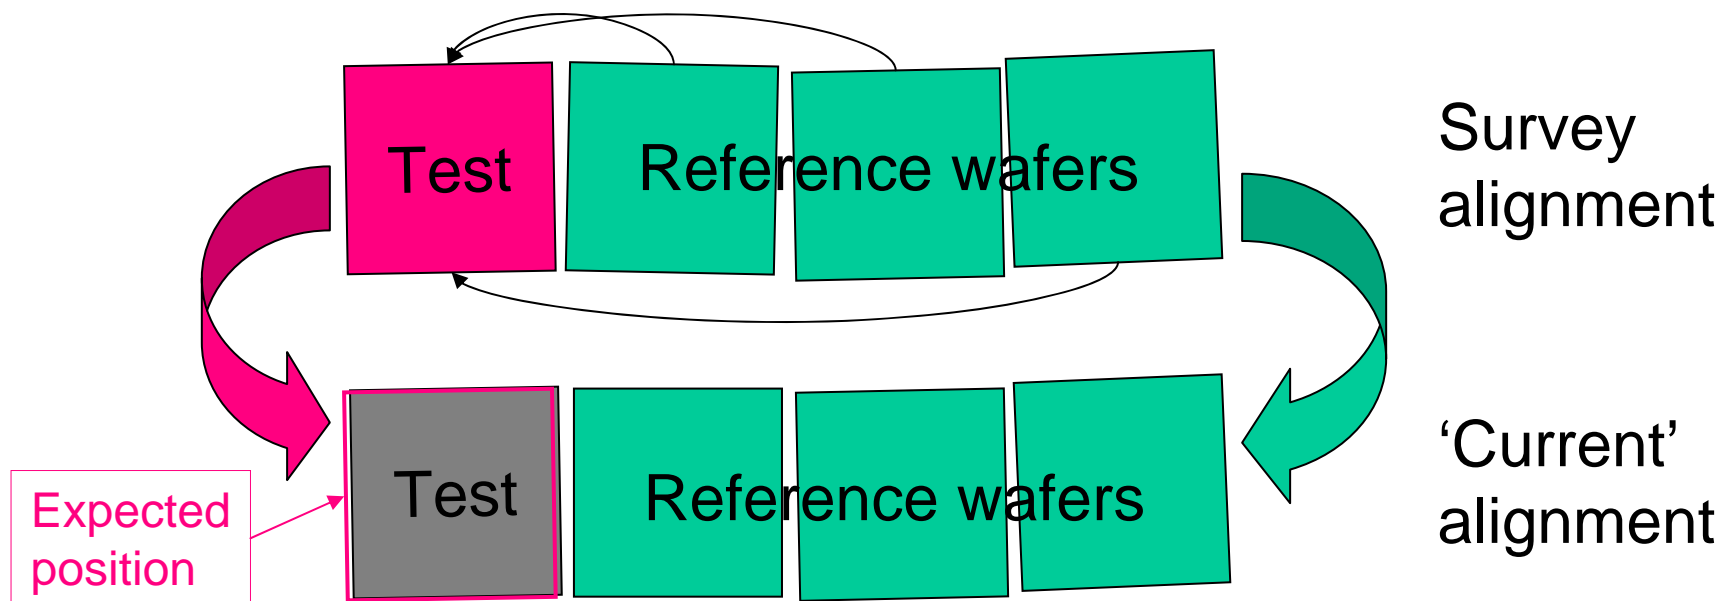 Test
Reference wafers
Survey
alignment
Test
Reference wafers
‘Current’
alignment
Expected
position